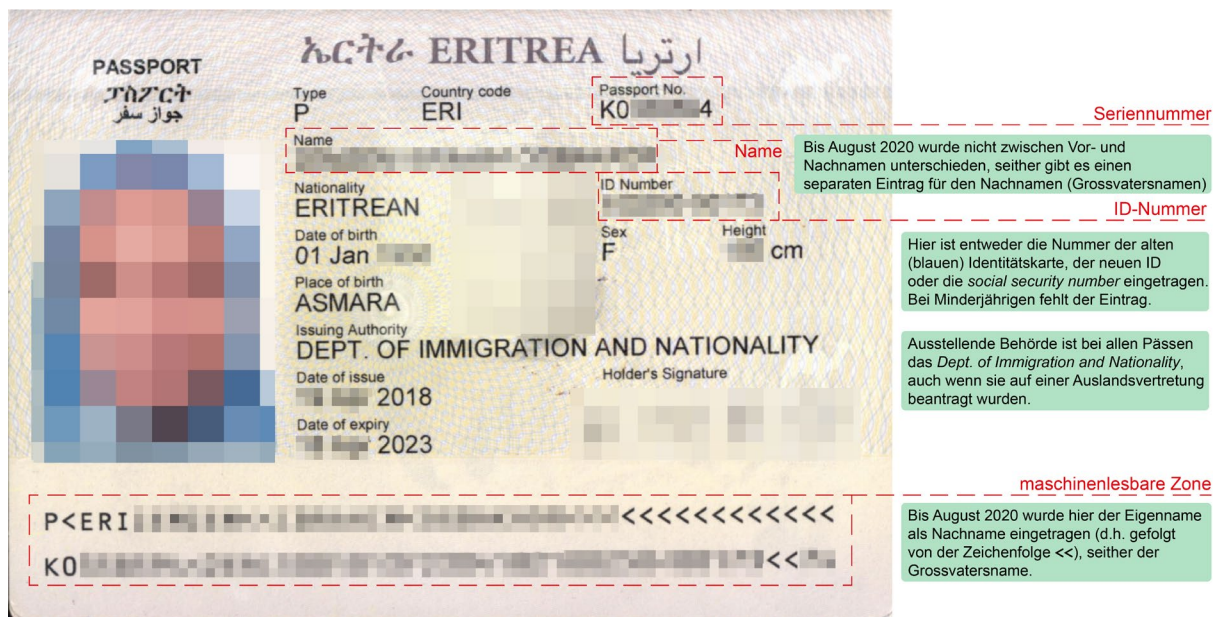 PASSPORT
ፓስፖርት
جواز سفر
ኤርትራ ERITREA ارتريا
Type
P
Country code
ERI
Passport No.
K0 4
Name
Nationality
ERITREAN
ID Number
Date of birth
01 Jan
Sex
F
Height
cm
Place of birth
ASMARA
Issuing Authority
DEPT. OF IMMIGRATION AND NATIONALITY
Date of issue
2018
Holder's Signature
Date of expiry
2023
P<ERI <<<<<<<<<<<<
K0 <<
Seriennummer
Name
Bis August 2020 wurde nicht zwischen Vor- und
Nachnamen unterschieden, seither gibt es einen
separaten Eintrag für den Nachnamen (Grossvatersnamen)
ID-Nummer
Hier ist entweder die Nummer der alten
(blauen) Identitätskarte, der neuen ID
oder die social security number eingetragen.
Bei Minderjährigen fehlt der Eintrag.
Ausstellende Behörde ist bei allen Pässen
das Dept. of Immigration and Nationality,
auch wenn sie auf einer Auslandsvertretung
beantragt wurden.
maschinenlesbare Zone
Bis August 2020 wurde hier der Eigenname
als Nachname eingetragen (d.h. gefolgt
von der Zeichenfolge <<), seither der
Grossvatersname.